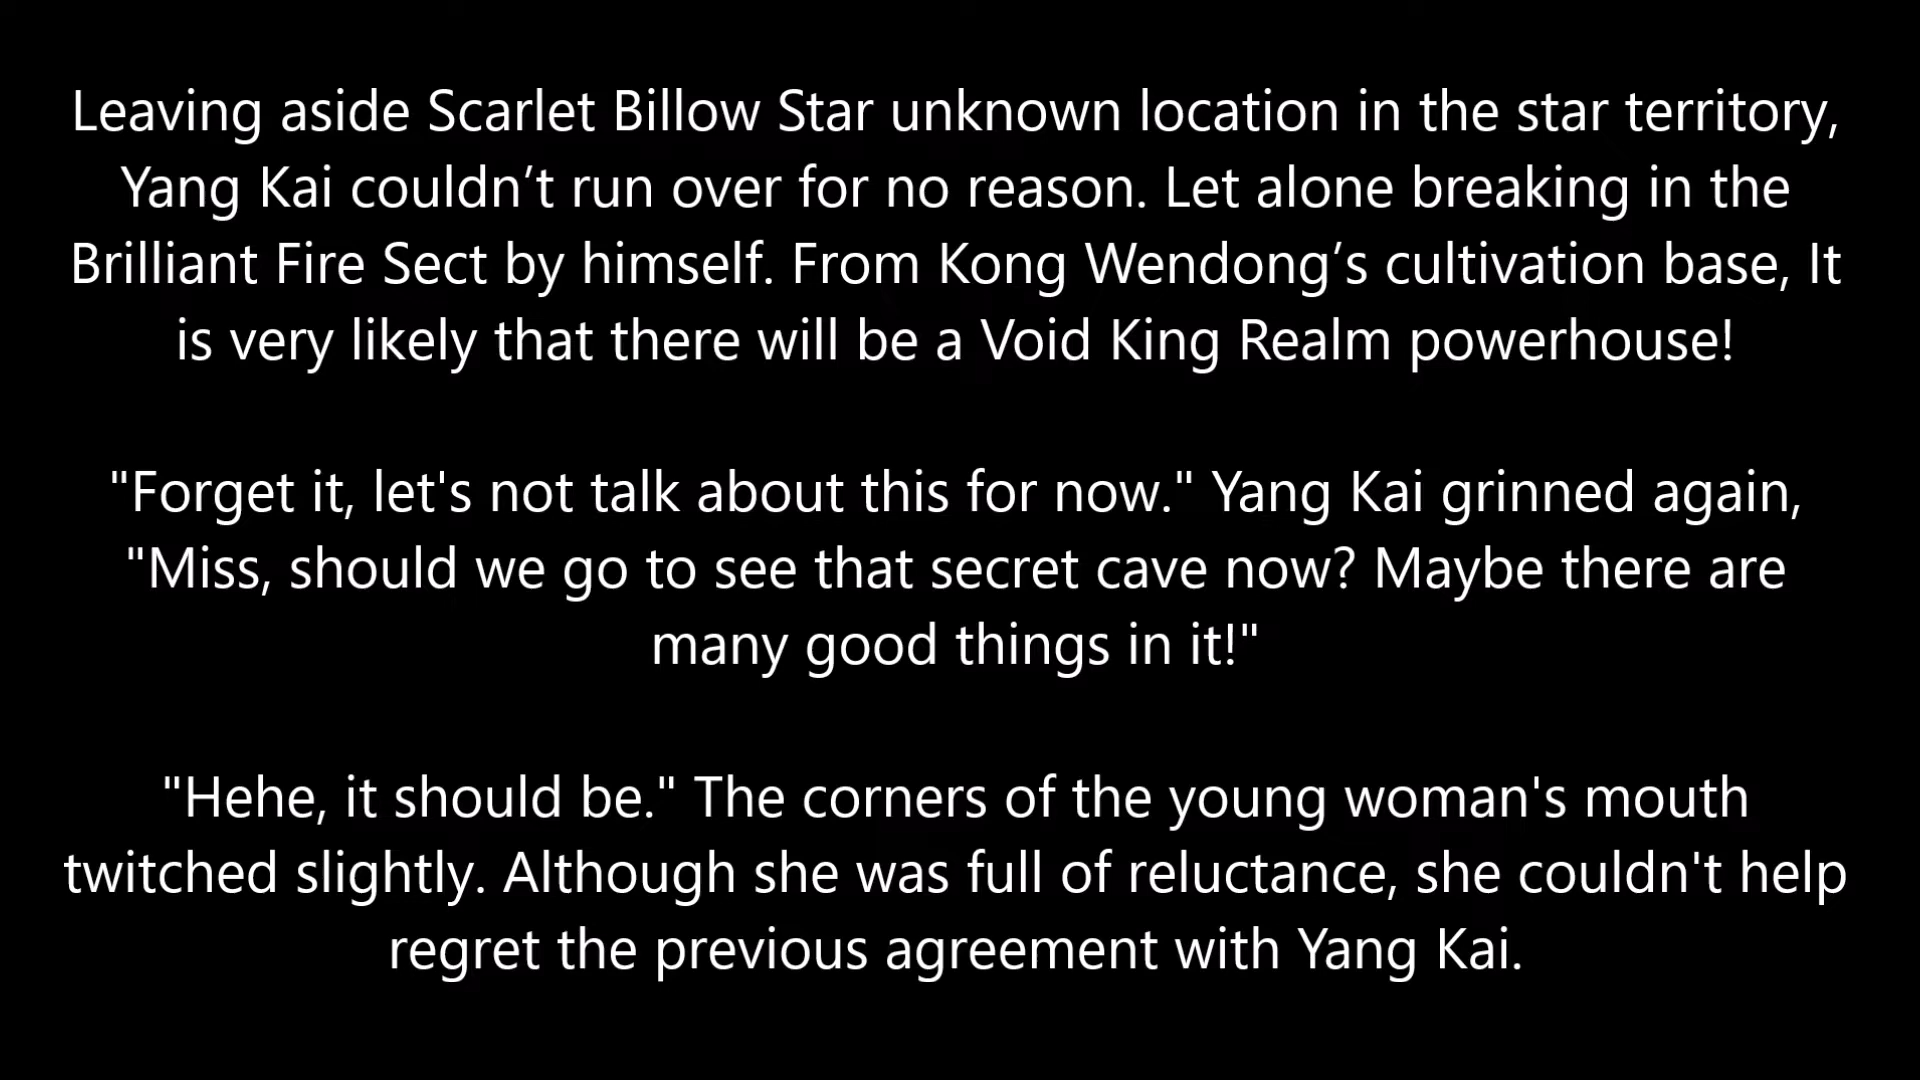 Leaving aside Scarlet Billow Star unknown location in the star territory,
Yang Kai couldn’t run over for no reason. Let alone breaking in the
Brilliant Fire Sect by himself. From Kong Wendong’s cultivation base, It
is very likely that there will be a Void King Realm powerhouse!
"Forget it, let's not talk about this for now." Yang Kai grinned again,
"Miss, should we go to see that secret cave now? Maybe there are
many good things in it!"
"Hehe, it should be." The corners of the young woman's mouth
twitched slightly. Although she was full of reluctance, she couldn't help
regret the previous agreement with Yang Kai.